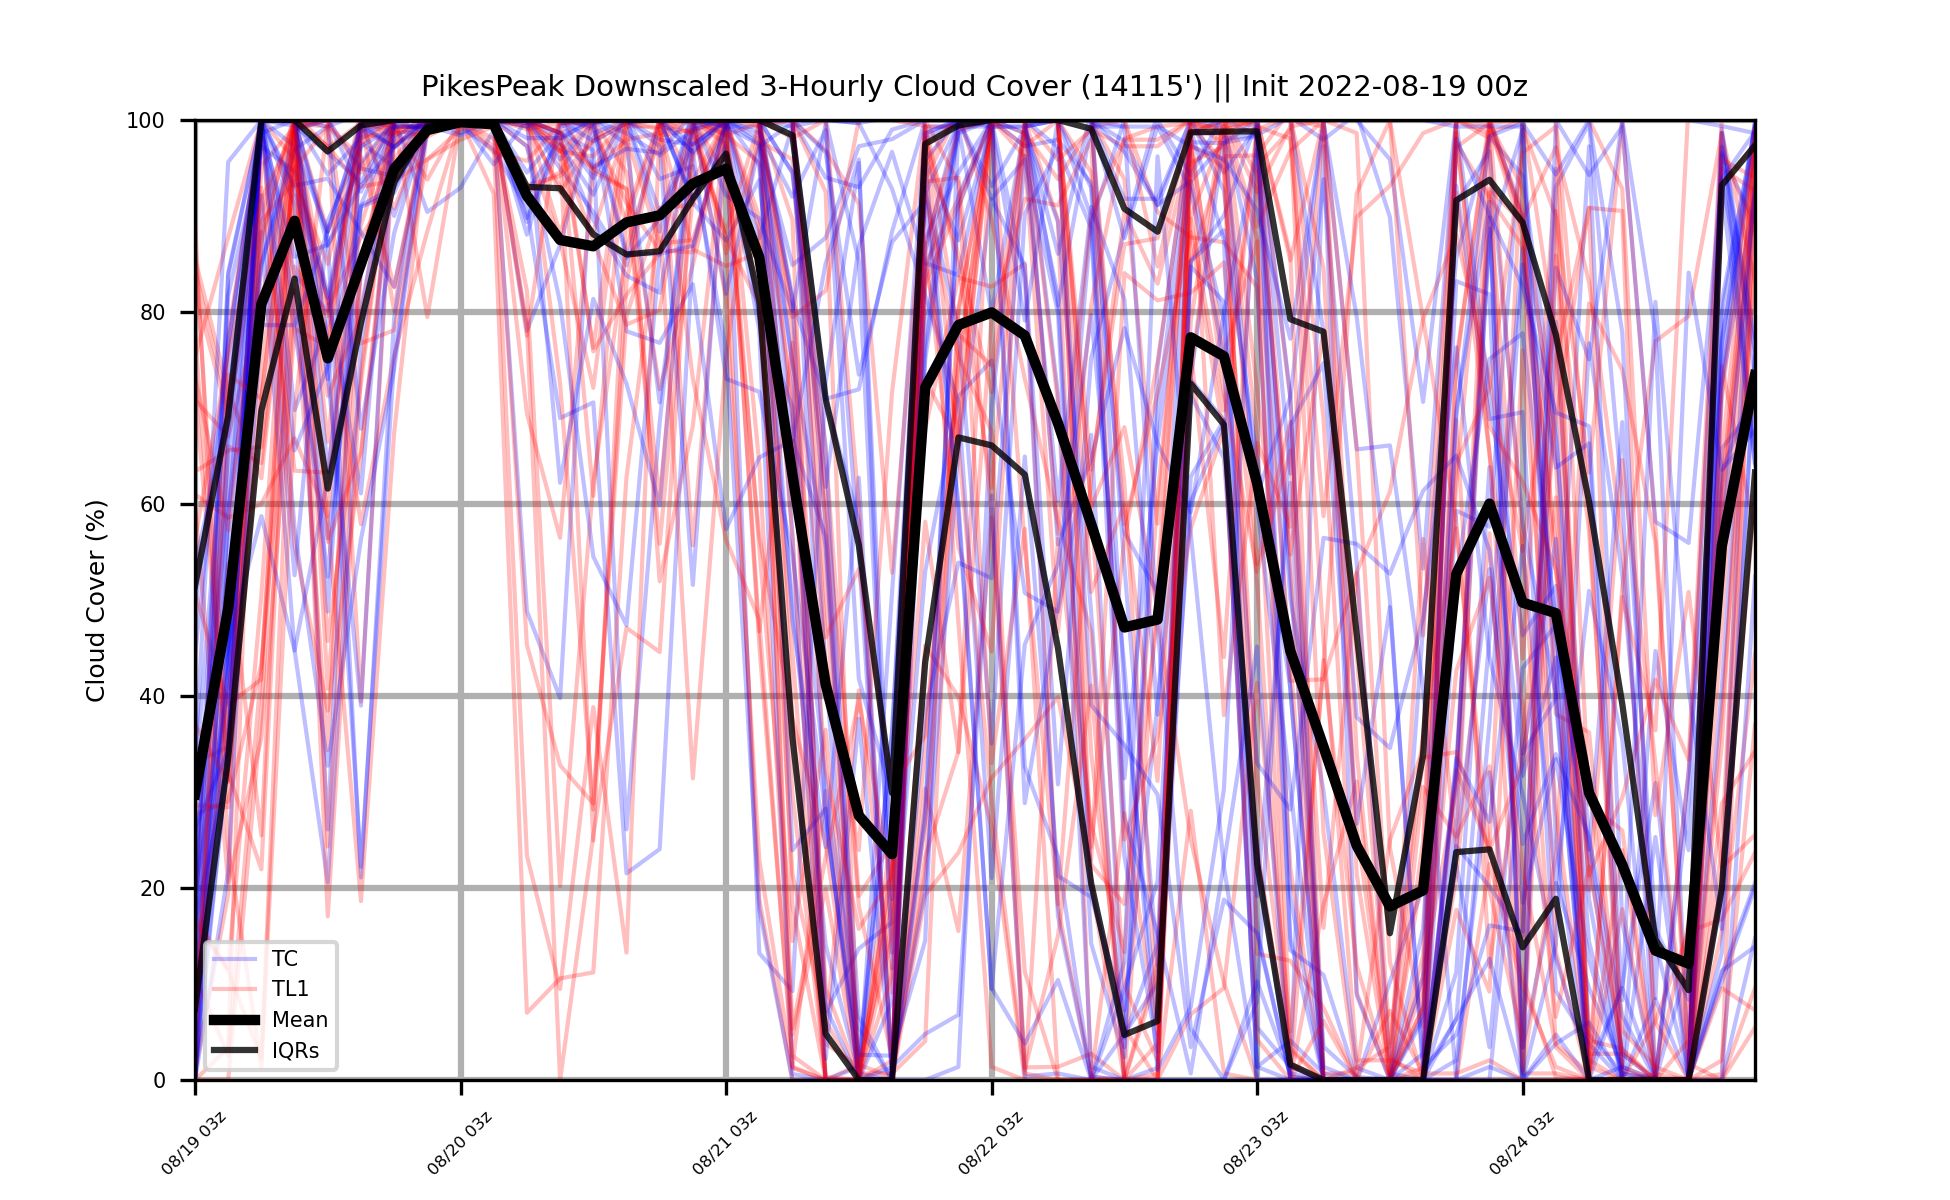 PikesPeak Downscaled 3-Hourly Cloud Cover (14115') || Init 2022-08-19 00z
Cloud Cover (%)
100
80
60
40
20
0
TC
TL1
Mean
IQRs
08/19 03z
08/20 03z
08/21 03z
08/22 03z
08/23 03z
08/24 03z